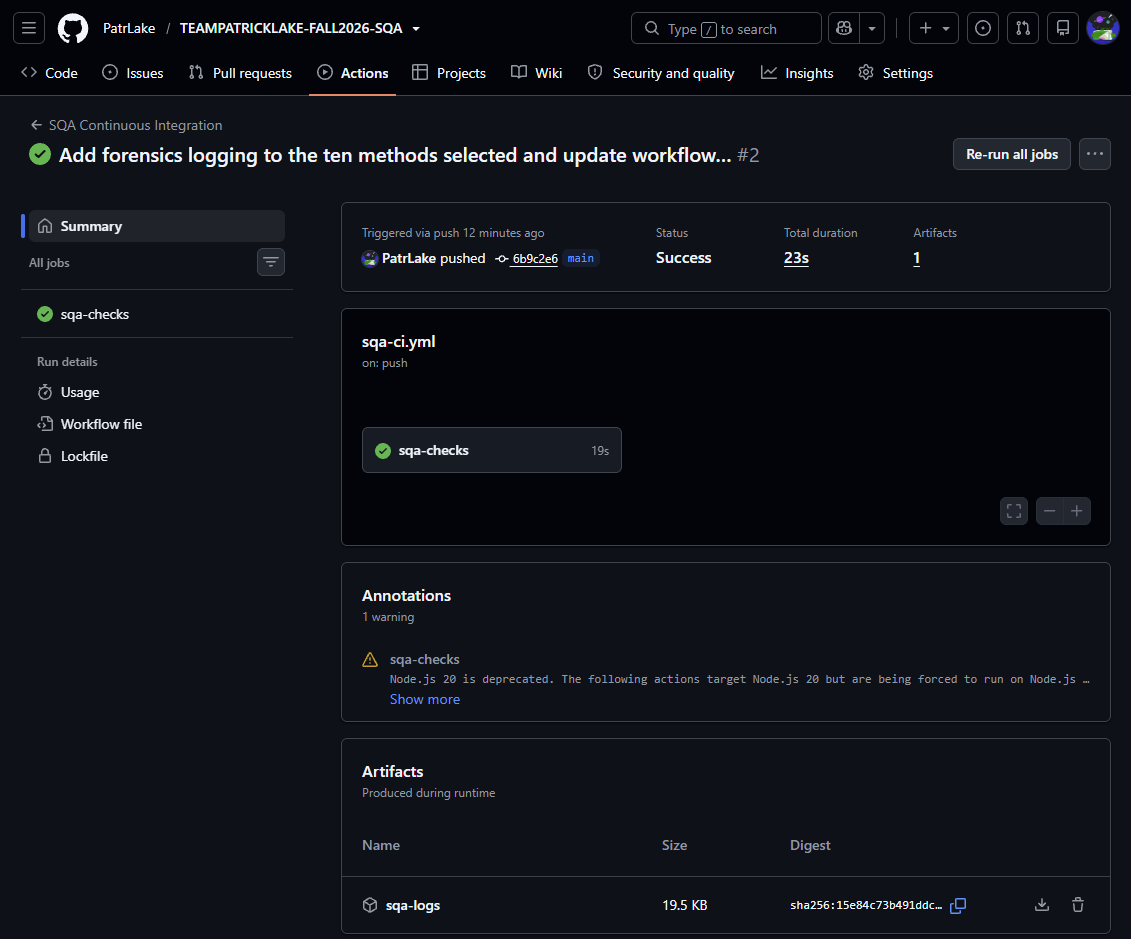 PatrLake / TEAMPATRICKLAKE-FALL2026-SQA
Type / to search
Code Issues Pull requests Actions Projects Wiki Security and quality Insights Settings
SQA Continuous Integration
Add forensics logging to the ten methods selected and update workflow... #2
Re-run all jobs
Summary
All jobs
sqa-checks
Run details
Usage
Workflow file
Lockfile
Triggered via push 12 minutes ago
PatrLake pushed 6b9c2e6 main
Status
Success
Total duration
23s
Artifacts
1
sqa-ci.yml
on: push
sqa-checks 19s
Annotations
1 warning
sqa-checks
Node.js 20 is deprecated. The following actions target Node.js 20 but are being forced to run on Node.js …
Show more
Artifacts
Produced during runtime
Name Size Digest
sqa-logs 19.5 KB sha256:15e84c73b491ddc…